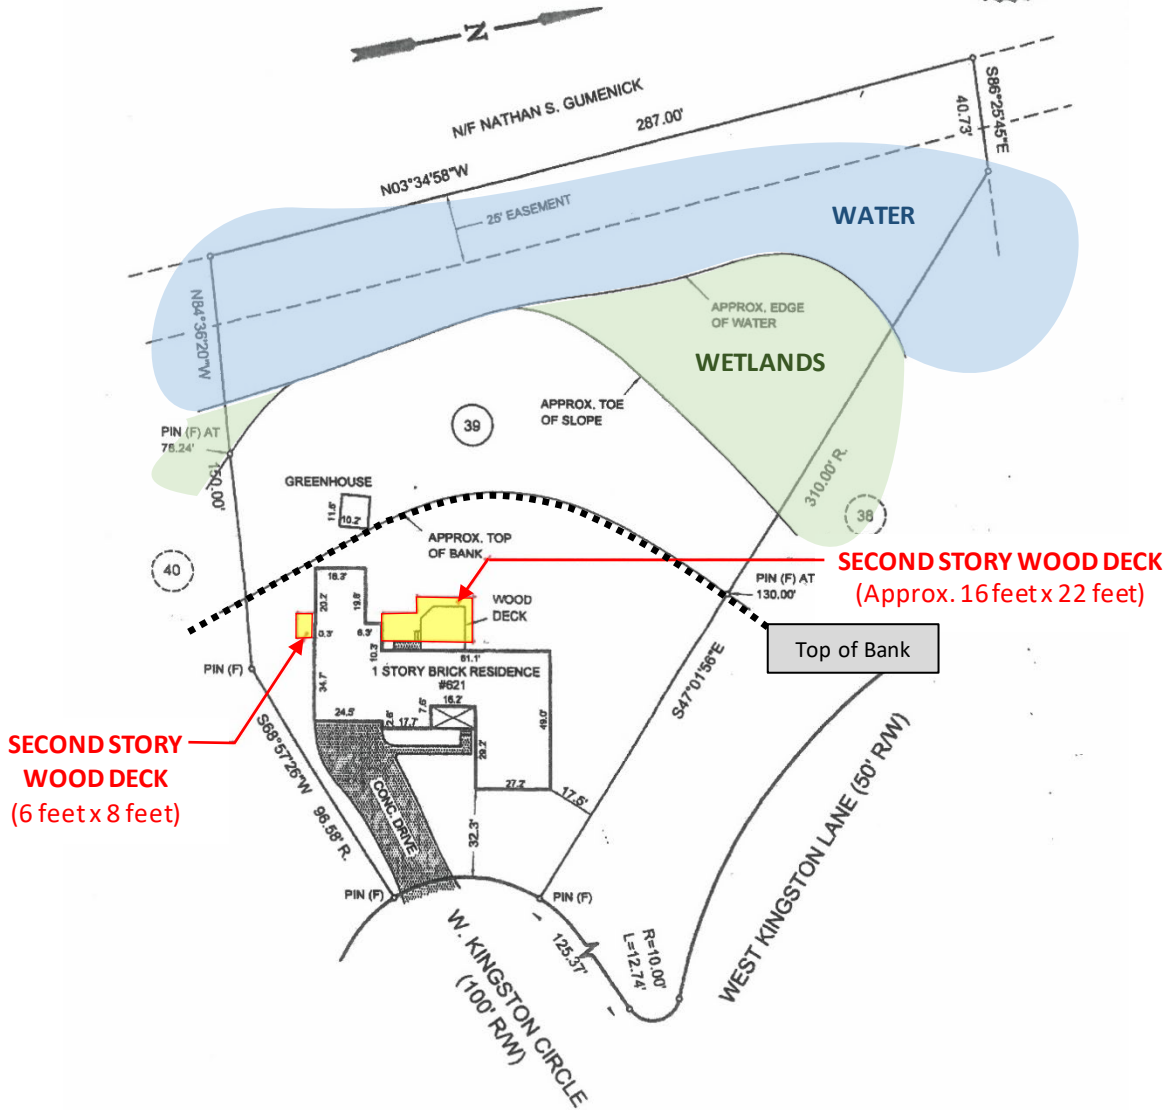 N
N/F NATHAN S. GUMENICK
287.00'
S86°25'45"E
40.73'
N03°34'58"W
25' EASEMENT
WATER
N84°36'20"W
150.00'
APPROX. EDGE
OF WATER
WETLANDS
APPROX. TOE
OF SLOPE
39
PIN (F) AT
76.24'
310.00' R.
38
GREENHOUSE
11.5'
10.2'
APPROX. TOP
OF BANK
40
SECOND STORY WOOD DECK
(Approx. 16 feet x 22 feet)
PIN (F) AT
130.00'
18.3'
20.2'
19.8'
WOOD
DECK
0.3'
6.3'
10.3'
61.1'
Top of Bank
PIN (F)
1 STORY BRICK RESIDENCE
#621
34.7'
16.2'
7.6'
24.5'
2.6'
17.7'
49.0'
29.2'
S47°01'56"E
SECOND STORY
WOOD DECK
(6 feet x 8 feet)
S68°57'26"W 96.58' R.
CONC. DRIVE
27.2'
17.5'
32.3'
PIN (F)
PIN (F)
125.37'
R=10.00'
L=12.74'
WEST KINGSTON LANE (50' R/W)
W. KINGSTON CIRCLE
(100' R/W)